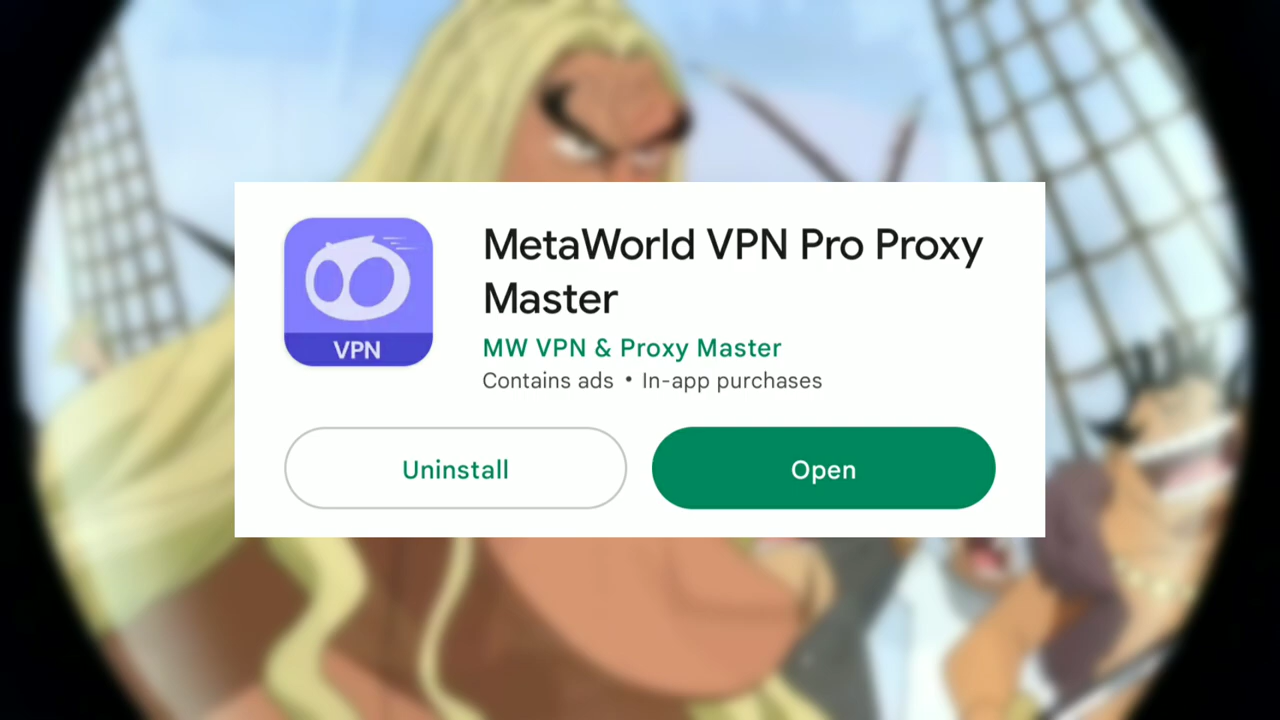 MetaWorld VPN Pro Proxy
Master
MW VPN & Proxy Master
Contains ads • In-app purchases
VPN
Uninstall
Open